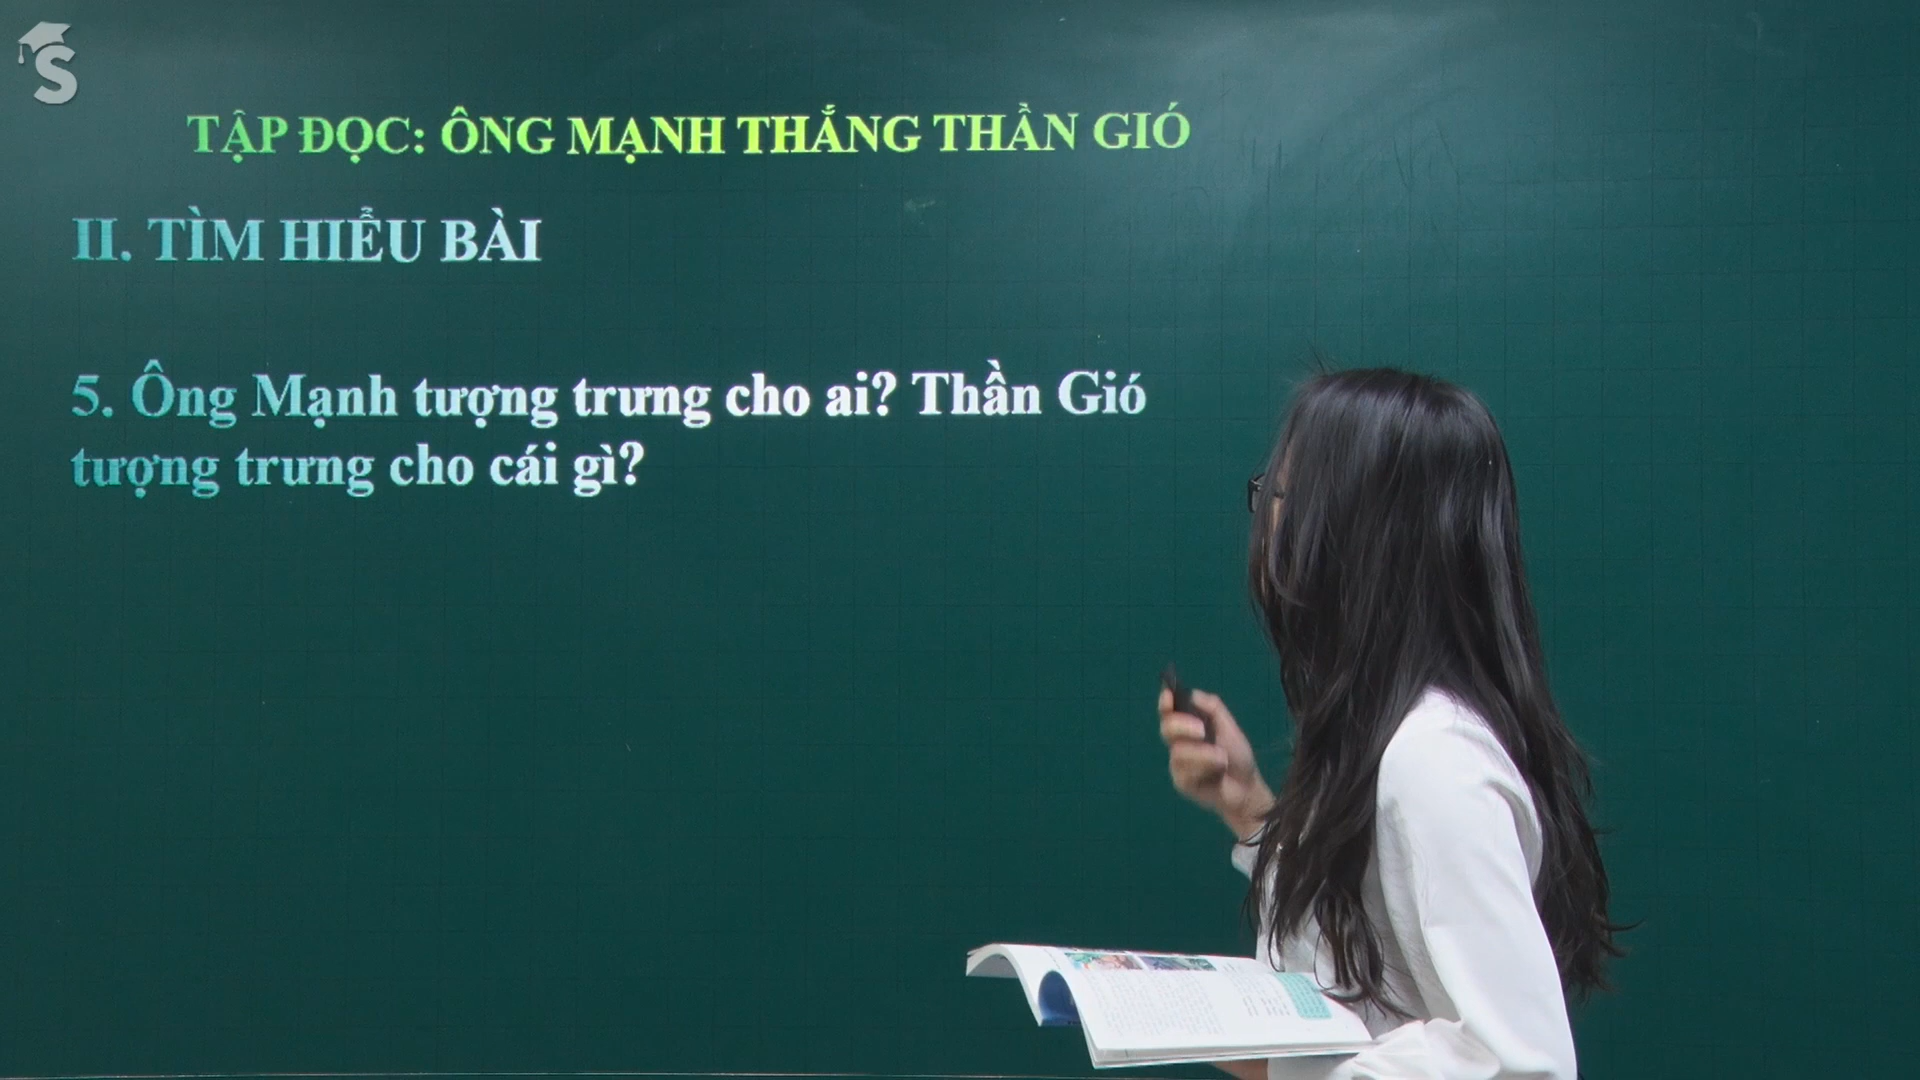 S
TẬP ĐỌC: ÔNG MẠNH THẮNG THẦN GIÓ
II. TÌM HIỂU BÀI
5. Ông Mạnh tượng trưng cho ai? Thần Gió
tượng trưng cho cái gì?